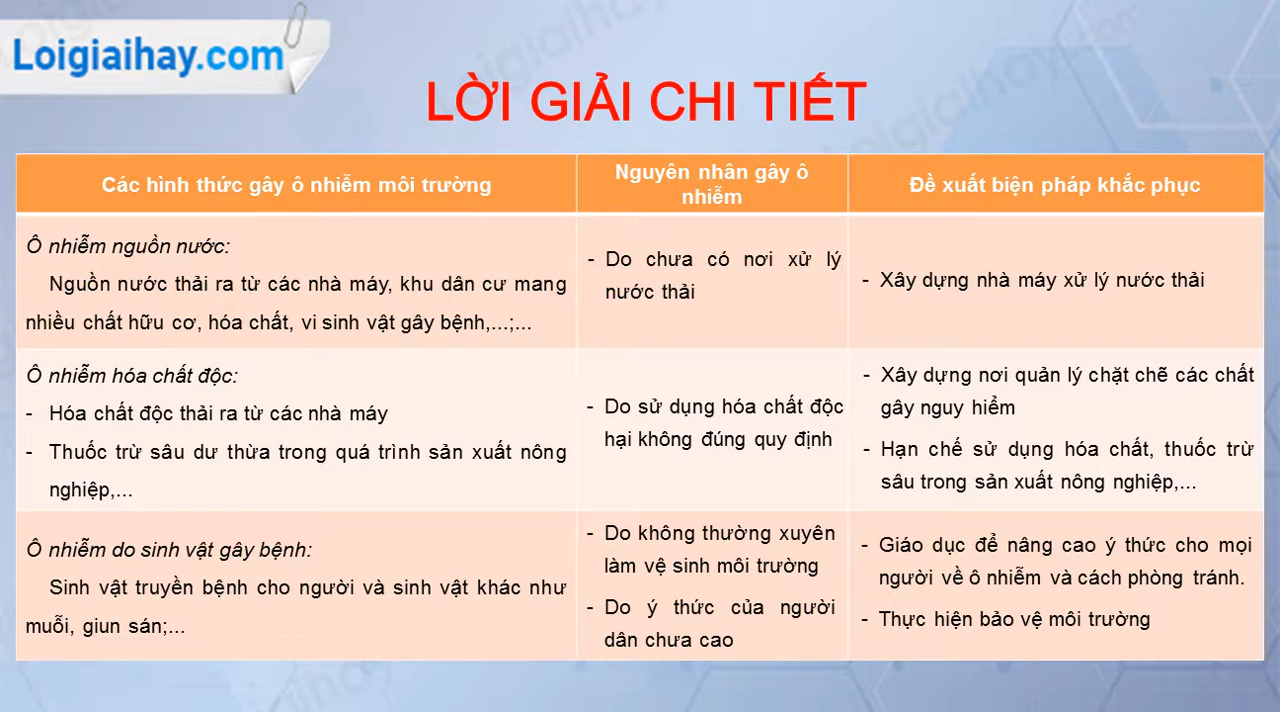 Loigiaihay.com
LỜI GIẢI CHI TIẾT
Các hình thức gây ô nhiễm môi trường
Nguyên nhân gây ô
nhiễm
Đề xuất biện pháp khắc phục
Ô nhiễm nguồn nước:
Nguồn nước thải ra từ các nhà máy, khu dân cư mang
nhiều chất hữu cơ, hóa chất, vi sinh vật gây bệnh,...;...
- Do chưa có nơi xử lý
nước thải
- Xây dựng nhà máy xử lý nước thải
Ô nhiễm hóa chất độc:
- Hóa chất độc thải ra từ các nhà máy
- Thuốc trừ sâu dư thừa trong quá trình sản xuất nông
nghiệp,...
- Do sử dụng hóa chất độc
hại không đúng quy định
- Xây dựng nơi quản lý chặt chẽ các chất
gây nguy hiểm
- Hạn chế sử dụng hóa chất, thuốc trừ
sâu trong sản xuất nông nghiệp,...
Ô nhiễm do sinh vật gây bệnh:
Sinh vật truyền bệnh cho người và sinh vật khác như
muỗi, giun sán;...
- Do không thường xuyên
làm vệ sinh môi trường
- Do ý thức của người
dân chưa cao
- Giáo dục để nâng cao ý thức cho mọi
người về ô nhiễm và cách phòng tránh.
- Thực hiện bảo vệ môi trường